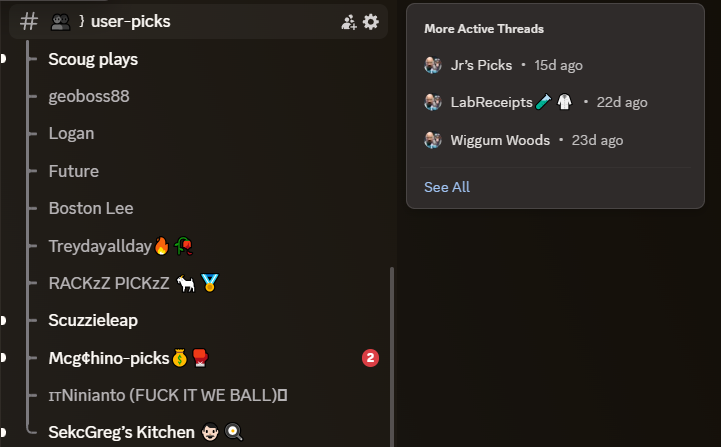 # 👥 } user-picks
Scoug plays
geoboss88
Logan
Future
Boston Lee
Treydayallday🔥🥀
RACKzZ PICKzZ 🐐🏅
Scuzzieleap
Mcg¢hino-picks💰🥊 2
ɪᴛNinianto (FUCK IT WE BALL)▯
SekcGreg's Kitchen 👨🏻🍳
More Active Threads
Jr's Picks • 15d ago
LabReceipts🧪🥼 • 22d ago
Wiggum Woods • 23d ago
See All